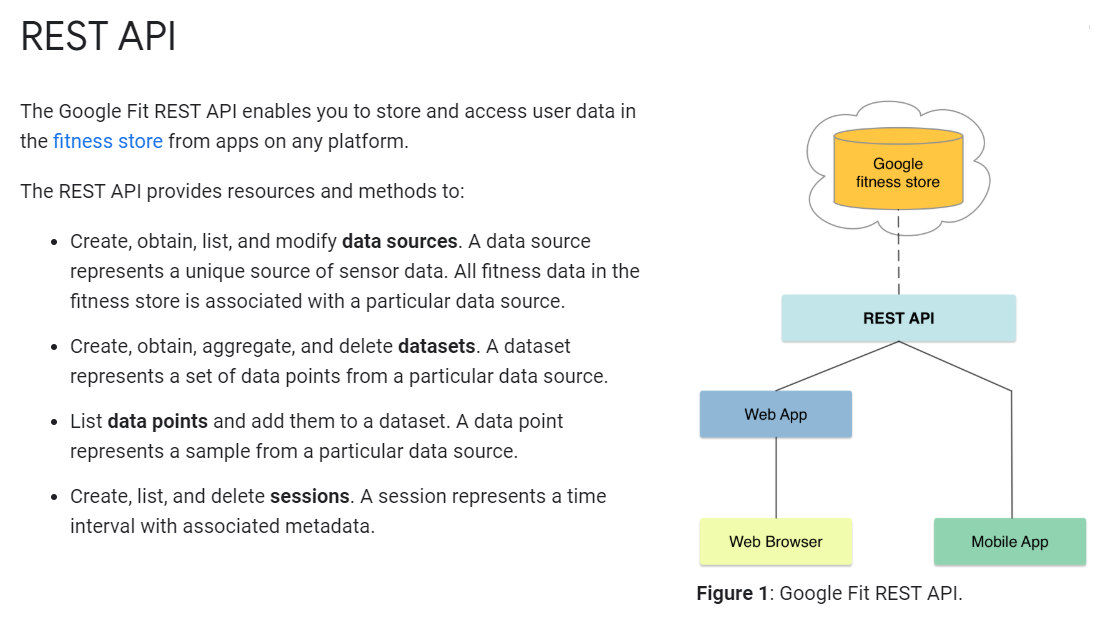 REST API
The Google Fit REST API enables you to store and access user data in
the fitness store from apps on any platform.
The REST API provides resources and methods to:
• Create, obtain, list, and modify data sources. A data source
represents a unique source of sensor data. All fitness data in the
fitness store is associated with a particular data source.
• Create, obtain, aggregate, and delete datasets. A dataset
represents a set of data points from a particular data source.
• List data points and add them to a dataset. A data point
represents a sample from a particular data source.
• Create, list, and delete sessions. A session represents a time
interval with associated metadata.
Google
fitness store
REST API
Web App
Web Browser
Mobile App
Figure 1: Google Fit REST API.